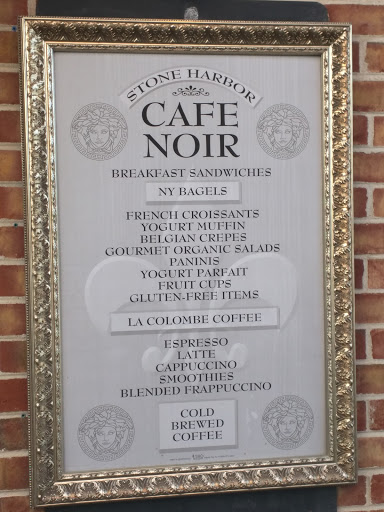 STONE HARBOR
CAFE
NOIR
BREAKFAST SANDWICHES
NY BAGELS
FRENCH CROISSANTS
YOGURT MUFFIN
BELGIAN CREPES
GOURMET ORGANIC SALADS
PANINIS
YOGURT PARFAIT
FRUIT CUPS
GLUTEN-FREE ITEMS
LA COLOMBE COFFEE
ESPRESSO
LATTE
CAPPUCCINO
SMOOTHIES
BLENDED FRAPPUCCINO
COLD
BREWED
COFFEE